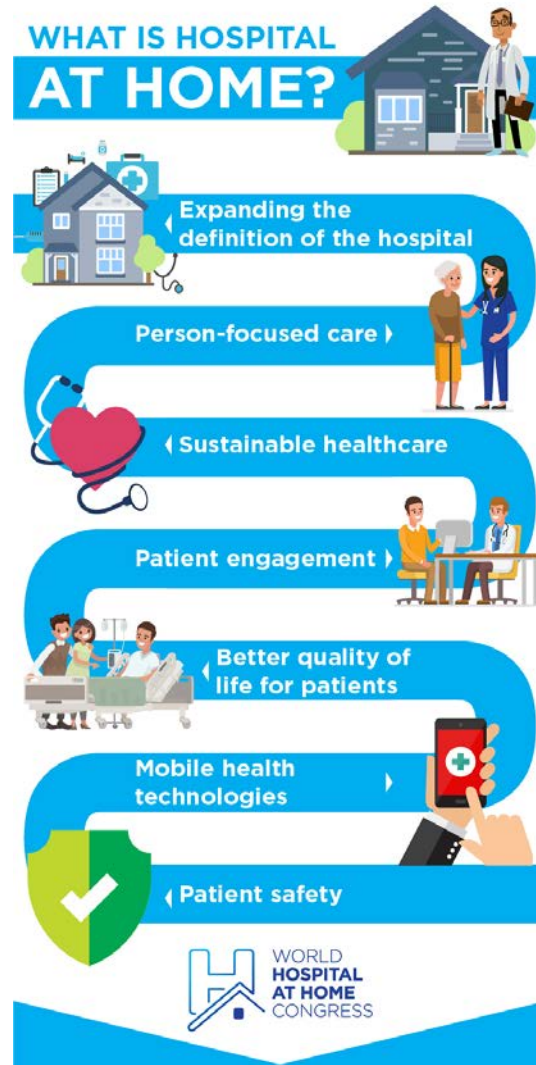 WHAT IS HOSPITAL
AT HOME?
Expanding the
definition of the hospital
Person-focused care
Sustainable healthcare
Patient engagement
Better quality of
life for patients
Mobile health
technologies
Patient safety
WORLD
HOSPITAL
AT HOME
CONGRESS